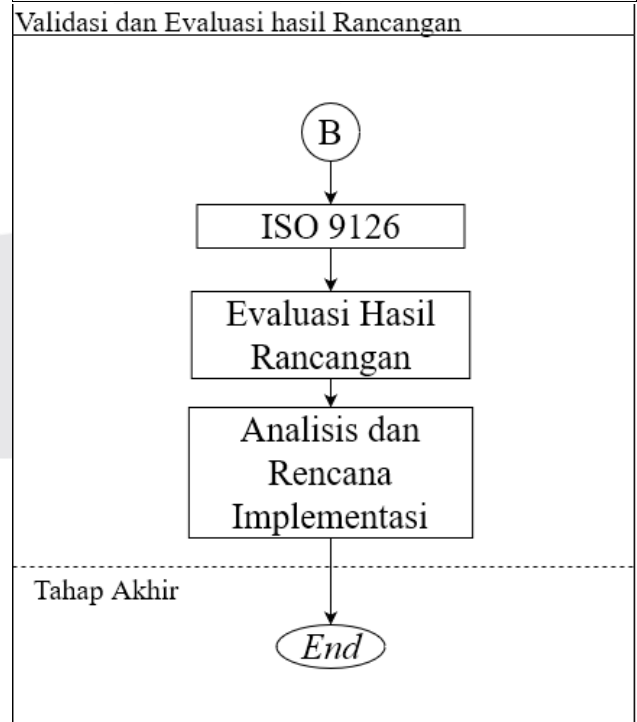 Validasi dan Evaluasi hasil Rancangan
B
ISO 9126
Evaluasi Hasil
Rancangan
Analisis dan
Rencana
Implementasi
Tahap Akhir
End